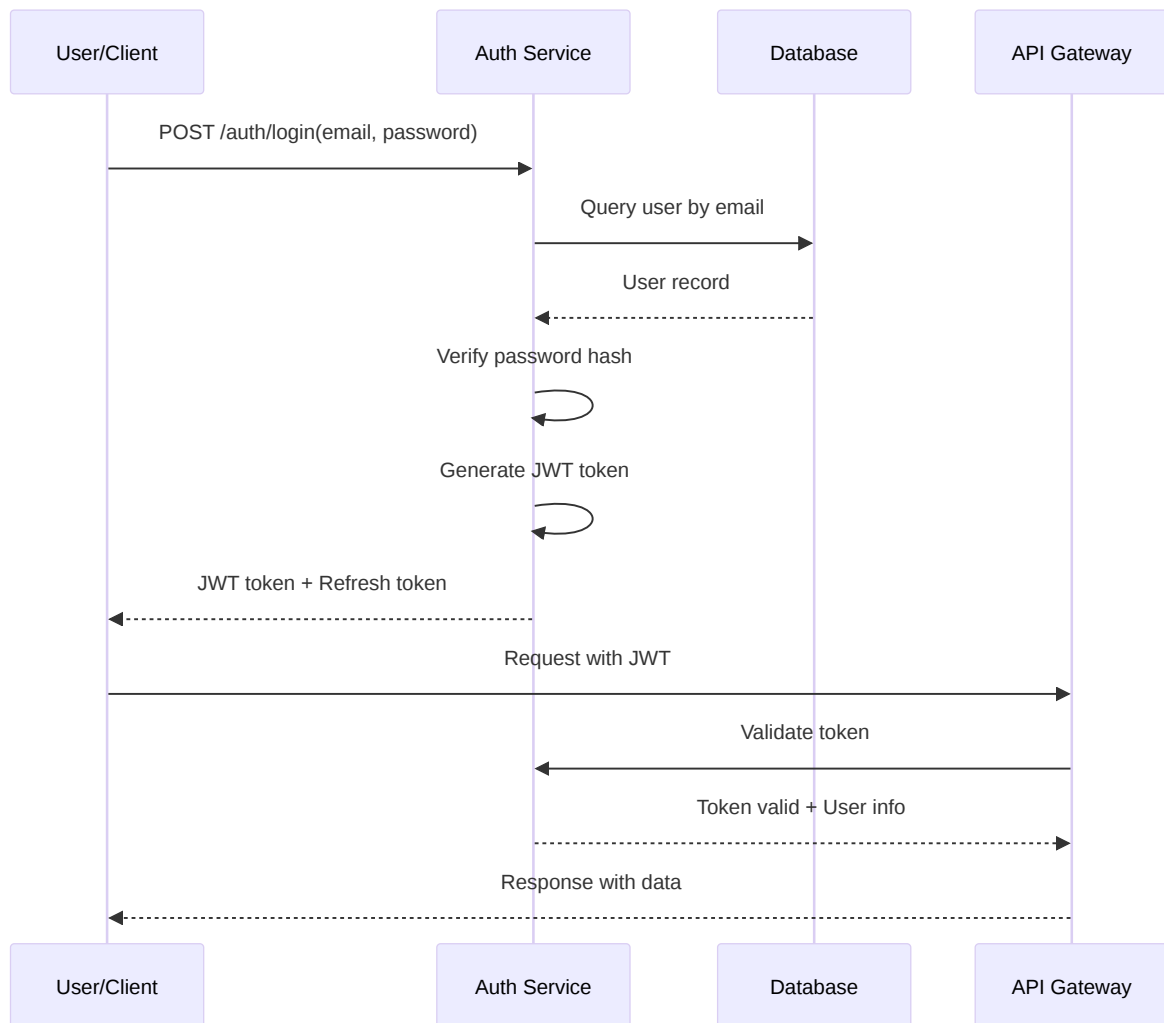 User/Client
Auth Service
Database
API Gateway
POST /auth/login(email, password)
Query user by email
User record
Verify password hash
Generate JWT token
JWT token + Refresh token
Request with JWT
Validate token
Token valid + User info
Response with data
User/Client
Auth Service
Database
API Gateway